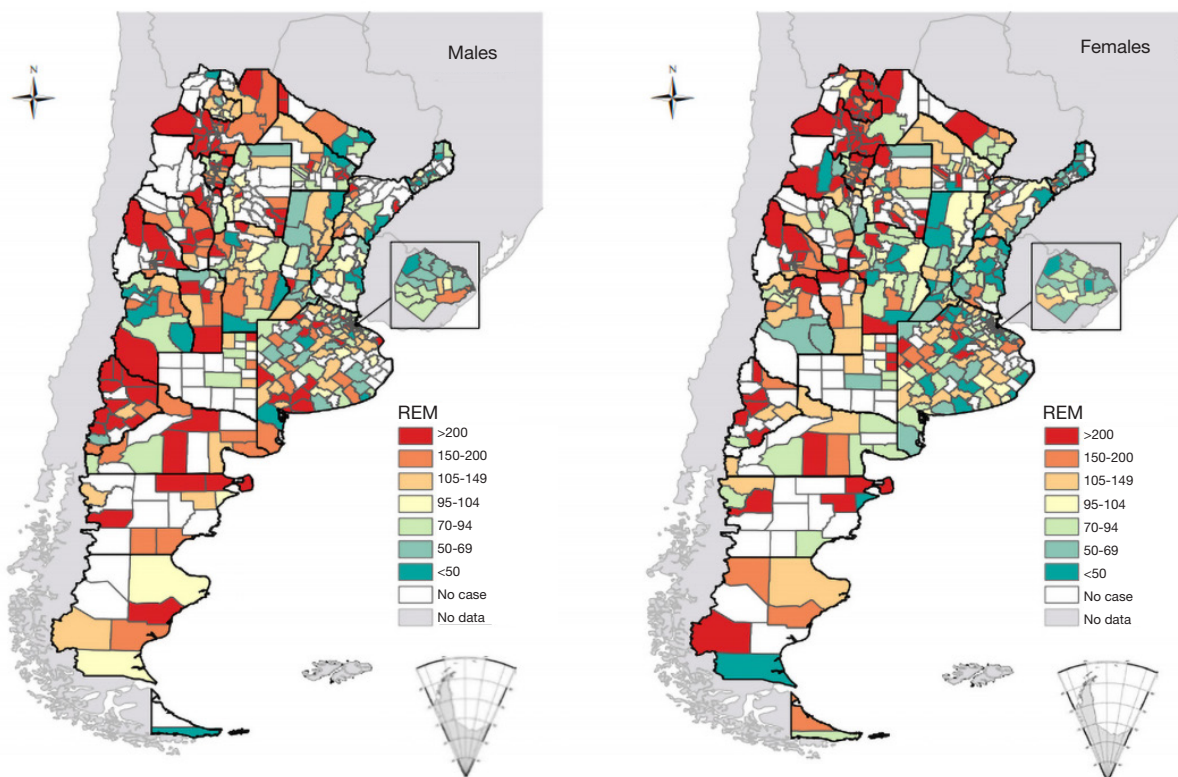 Males
N
REM
>200
150-200
105-149
95-104
70-94
50-69
<50
No case
No data
Females
N
REM
>200
150-200
105-149
95-104
70-94
50-69
<50
No case
No data